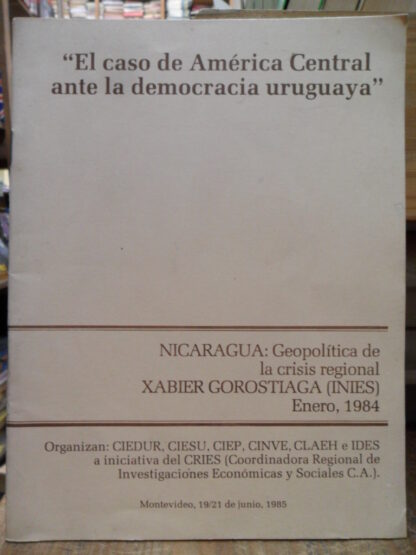 “El caso de América Central
ante la democracia uruguaya”
NICARAGUA: Geopolítica de
la crisis regional
XABIER GOROSTIAGA (INIES)
Enero, 1984
Organizan: CIEDUR, CIESU, CIEP, CINVE, CLAEH e IDES
a iniciativa del CRIES (Coordinadora Regional de
Investigaciones Económicas y Sociales C.A.).
Montevideo, 19/21 de junio, 1985